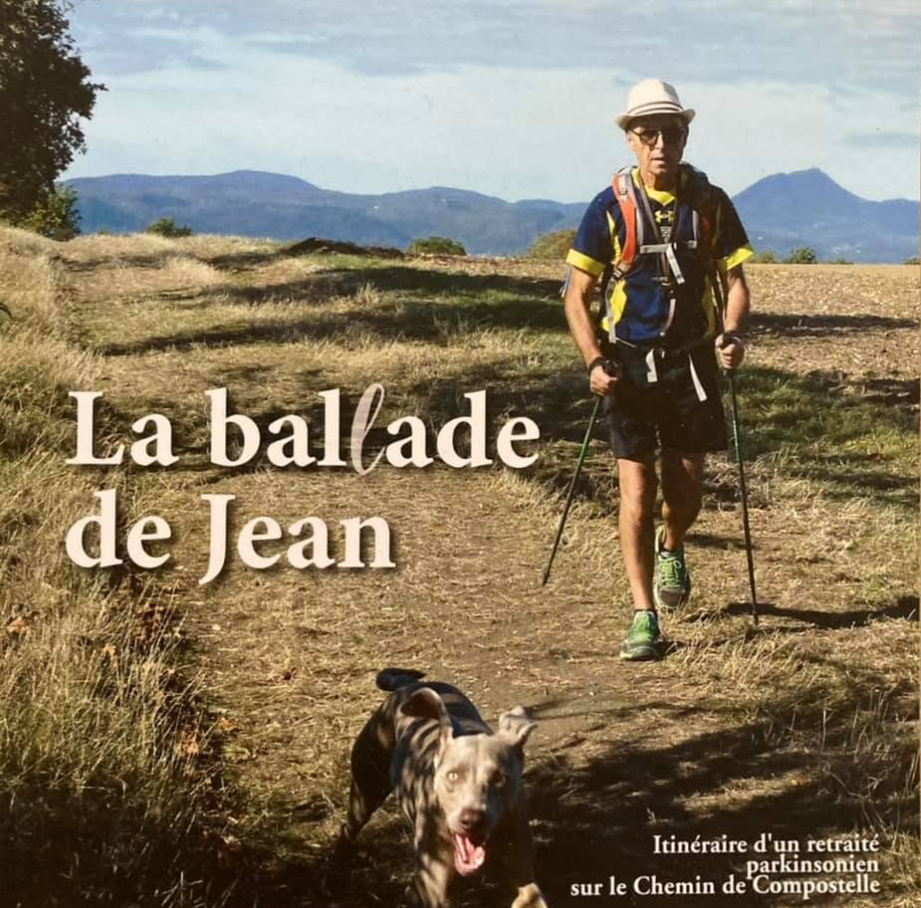 La ballade
de Jean
Itinéraire d'un retraité
parkinsonien
sur le Chemin de Compostelle